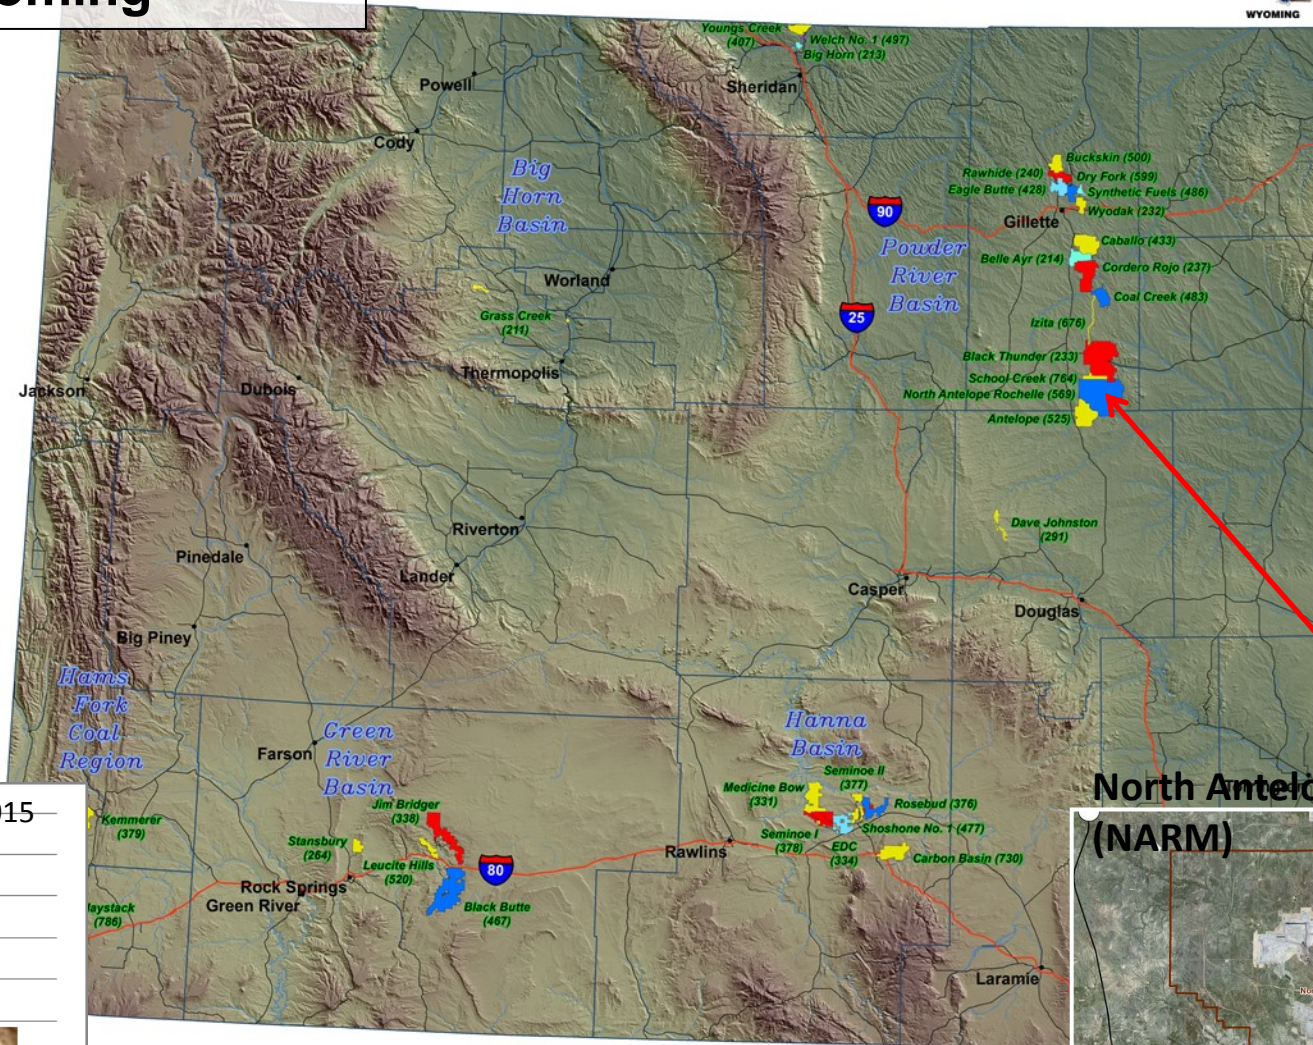 WYOMING
Youngs Creek
(407)
Welch No. 1 (497)
Big Horn (213)
Sheridan
Powell
Cody
Big
Horn
Basin
Buckskin (500)
Rawhide (240)
Dry Fork (599)
Eagle Butte (428)
Synthetic Fuels (486)
Wyodak (232)
Gillette
90
Powder
River
Basin
Caballo (433)
Belle Ayr (214)
Cordero Rojo (237)
Coal Creek (483)
Worland
Grass Creek
(211)
25
Izita (676)
Black Thunder (233)
School Creek (764)
North Antelope Rochelle (569)
Antelope (525)
Thermopolis
Jackson
Dubois
Riverton
Dave Johnston
(291)
Pinedale
Lander
Casper
Douglas
Big Piney
Hams
Fork
Coal
Region
Farson
Green
River
Basin
Hanna
Basin
Seminoe II
(377)
Medicine Bow
(331)
Rosebud (376)
Jim Bridger
(338)
Kemmerer
(379)
Seminoe I
(378)
Shoshone No. 1 (477)
EDC
(334)
Carbon Basin (730)
Stansbury
(264)
Leucite Hills
(520)
Rawlins
80
Rock Springs
Green River
Black Butte
(467)
(786)
Laramie
(NARM)